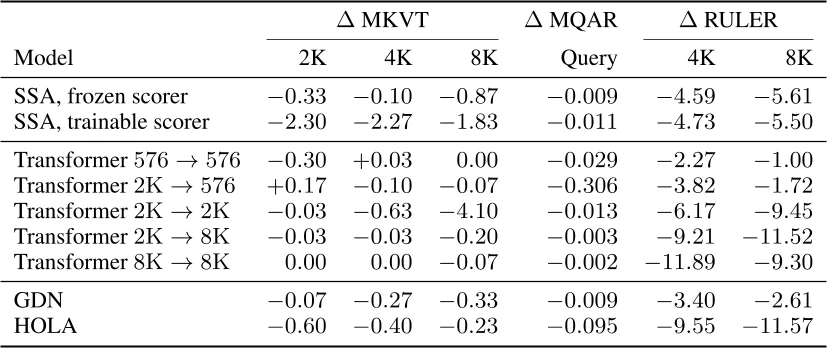 Δ MKVT Δ MQAR Δ RULER
Model 2K 4K 8K Query 4K 8K
SSA, frozen scorer −0.33 −0.10 −0.87 −0.009 −4.59 −5.61
SSA, trainable scorer −2.30 −2.27 −1.83 −0.011 −4.73 −5.50
Transformer 576 → 576 −0.30 +0.03 0.00 −0.029 −2.27 −1.00
Transformer 2K → 576 +0.17 −0.10 −0.07 −0.306 −3.82 −1.72
Transformer 2K → 2K −0.03 −0.63 −4.10 −0.013 −6.17 −9.45
Transformer 2K → 8K −0.03 −0.03 −0.20 −0.003 −9.21 −11.52
Transformer 8K → 8K 0.00 0.00 −0.07 −0.002 −11.89 −9.30
GDN −0.07 −0.27 −0.33 −0.009 −3.40 −2.61
HOLA −0.60 −0.40 −0.23 −0.095 −9.55 −11.57